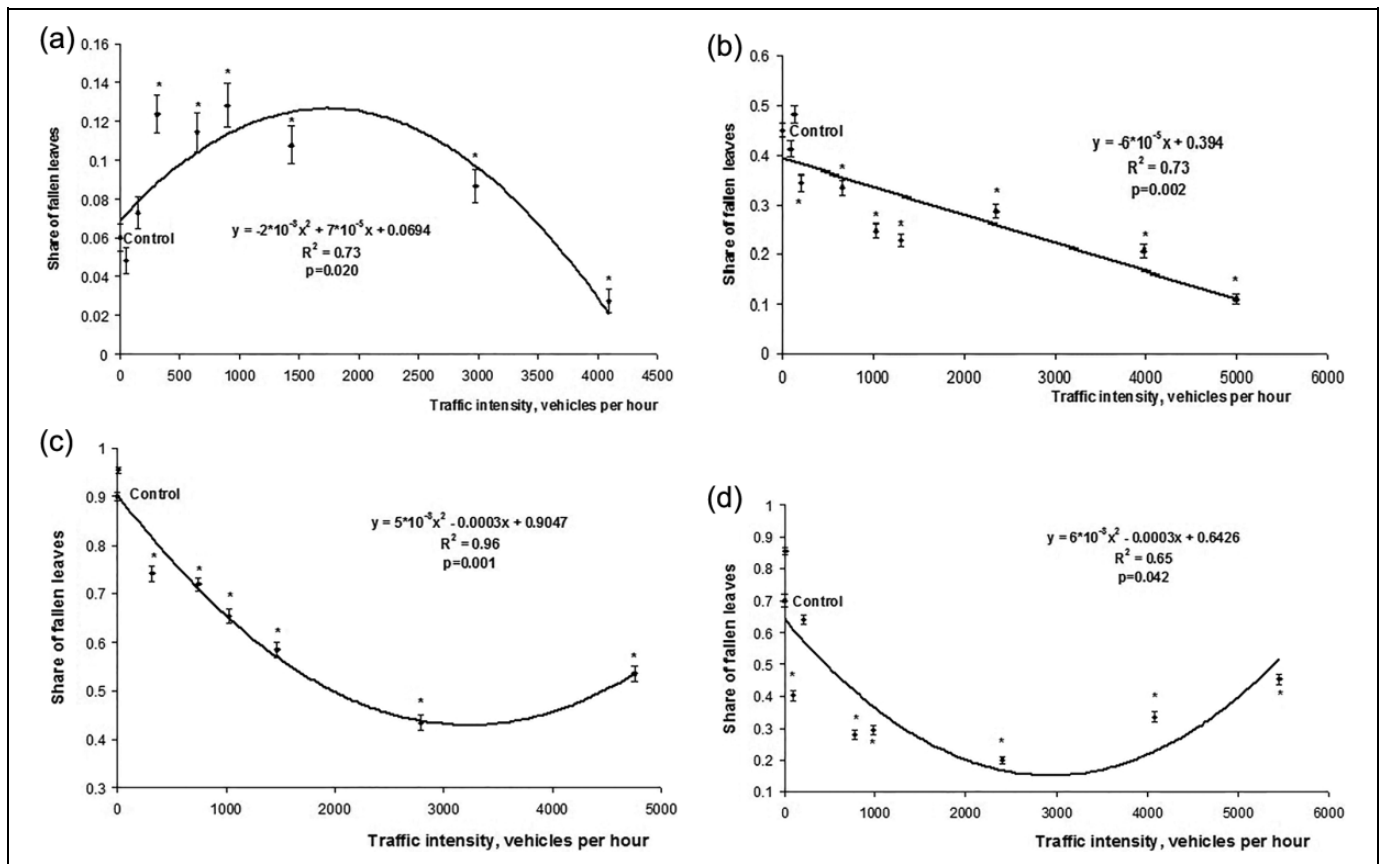 (a)
0.16
0.14
0.12
0.10
0.08
0.06
0.04
0.02
0
Share of fallen leaves
Control
* * * * * *
y = -2*10⁻⁸x² + 7*10⁻⁵x + 0.0694
R² = 0.73
p=0.020
0 500 1000 1500 2000 2500 3000 3500 4000 4500
Traffic intensity, vehicles per hour
(b)
0.6
0.5
0.4
0.3
0.2
0.1
0
Share of fallen leaves
Control
* * * * * * *
y = -6*10⁻⁵x + 0.394
R² = 0.73
p=0.002
0 1000 2000 3000 4000 5000 6000
Traffic intensity, vehicles per hour
(c)
1
0.9
0.8
0.7
0.6
0.5
0.4
0.3
Share of fallen leaves
Control
* * * * * *
y = 5*10⁻⁸x² - 0.0003x + 0.9047
R² = 0.96
p=0.001
0 1000 2000 3000 4000 5000
Traffic intensity, vehicles per hour
(d)
1
0.9
0.8
0.7
0.6
0.5
0.4
0.3
0.2
0.1
Share of fallen leaves
Control
* * * * * *
y = 6*10⁻⁸x² - 0.0003x + 0.6426
R² = 0.65
p=0.042
0 1000 2000 3000 4000 5000 6000
Traffic intensity, vehicles per hour